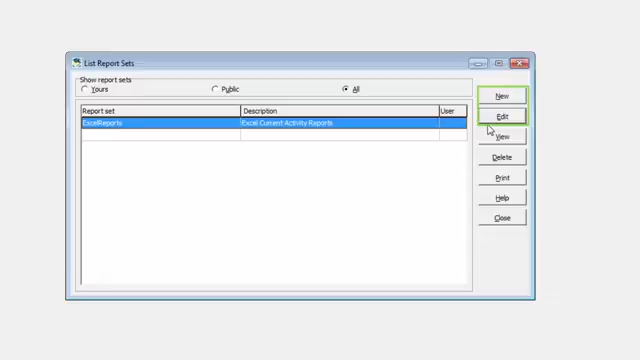 List Report Sets
Show report sets
Yours Public All
Report set Description User
ExcelReports Excel Current Activity Reports
New
Edit
View
Delete
Print
Help
Close